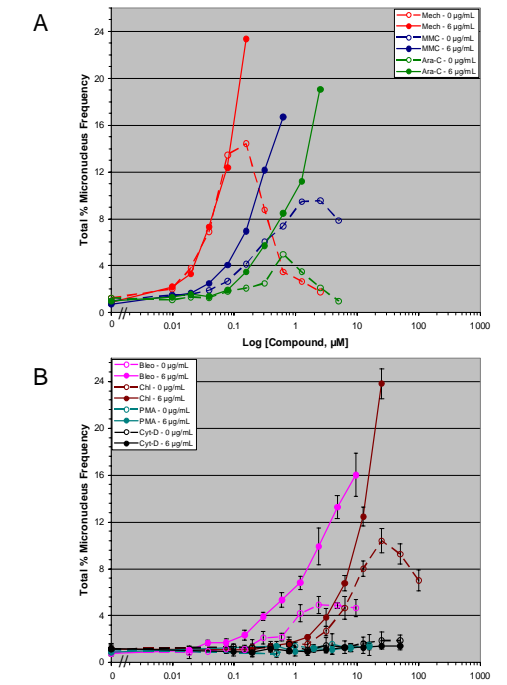 A
Total % Micronucleus Frequency
24
20
16
12
8
4
0
Mech - 0 µg/mL
Mech - 6 µg/mL
MMC - 0 µg/mL
MMC - 6 µg/mL
Ara-C - 0 µg/mL
Ara-C - 6 µg/mL
0 // 0.01 0.1 1 10 100 1000
Log [Compound, µM]
B
Total % Micronucleus Frequency
24
20
16
12
8
4
0
Bleo - 0 µg/mL
Bleo - 6 µg/mL
Chl - 0 µg/mL
Chl - 6 µg/mL
PMA - 0 µg/mL
PMA - 6 µg/mL
Cyt-D - 0 µg/mL
Cyt-D - 6 µg/mL
0 // 0.01 0.1 1 10 100 1000